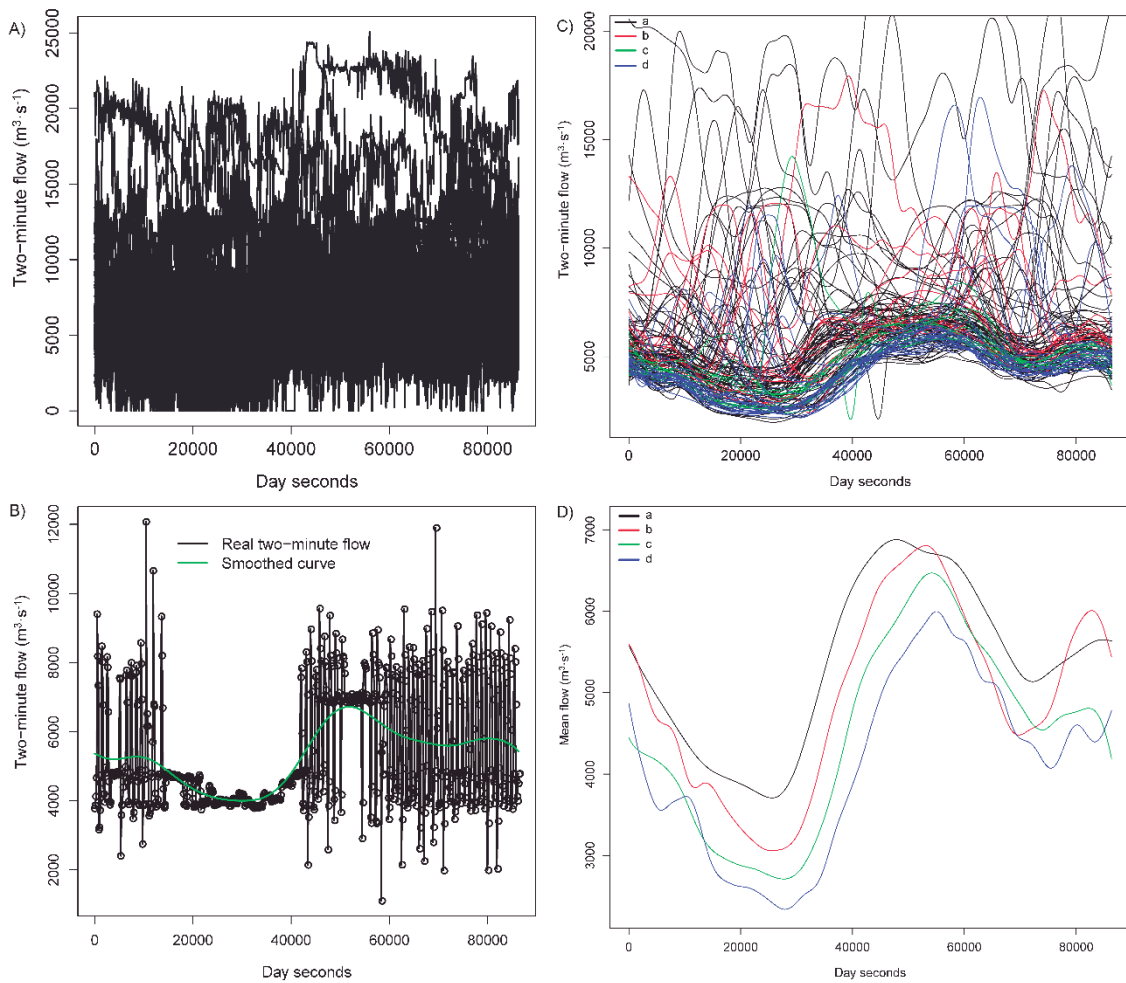 A)
Two−minute flow (m³·s⁻¹)
25000
20000
15000
10000
5000
0
0 20000 40000 60000 80000
Day seconds
C)
a
b
c
d
Two−minute flow (m³·s⁻¹)
20000
15000
10000
5000
0 20000 40000 60000 80000
Day seconds
B)
Real two−minute flow
Smoothed curve
Two−minute flow (m³·s⁻¹)
12000
10000
8000
6000
4000
2000
0 20000 40000 60000 80000
Day seconds
D)
a
b
c
d
Mean flow (m³·s⁻¹)
7000
6000
5000
4000
3000
0 20000 40000 60000 80000
Day seconds